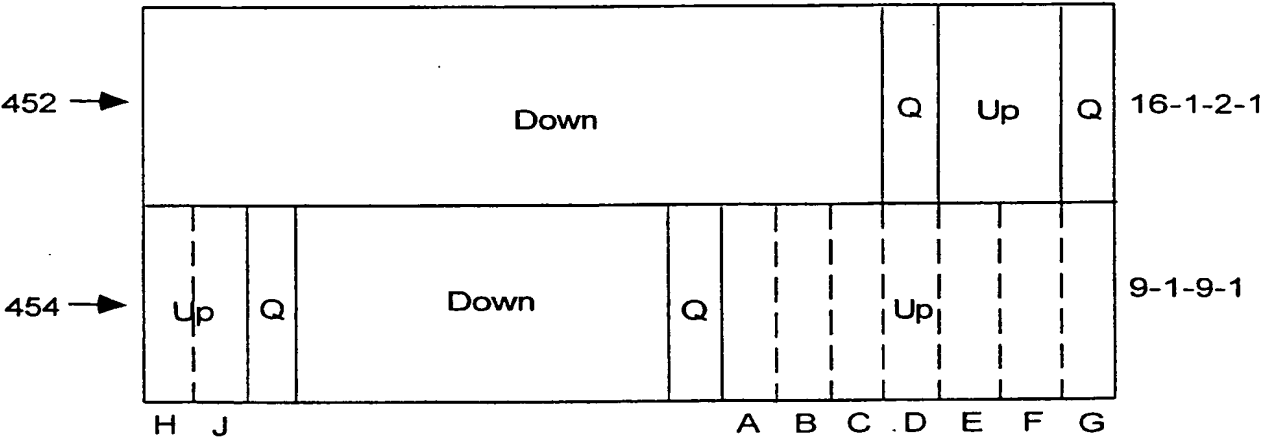 452 Down Q Up Q 16-1-2-1
454 Up Q Down Q Up 9-1-9-1
H J A B C .D E F G